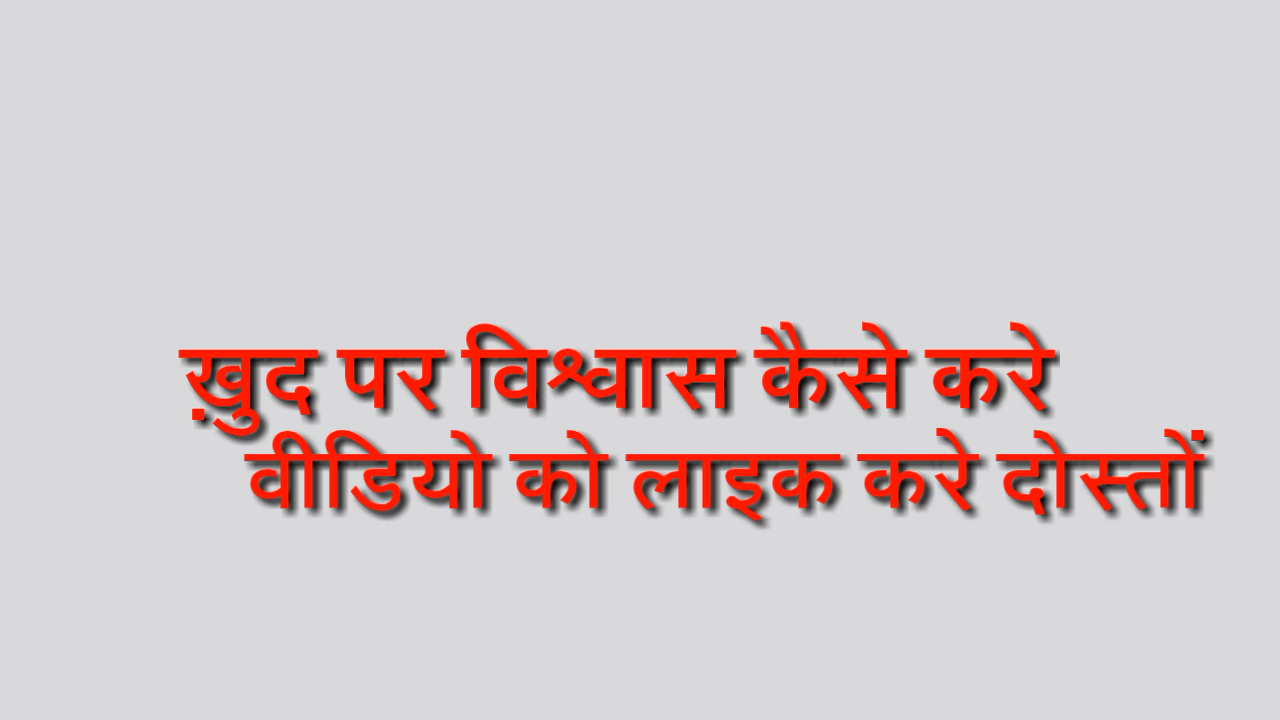 ख़ुद पर विश्वास कैसे करे
वीडियो को लाइक करे दोस्तों